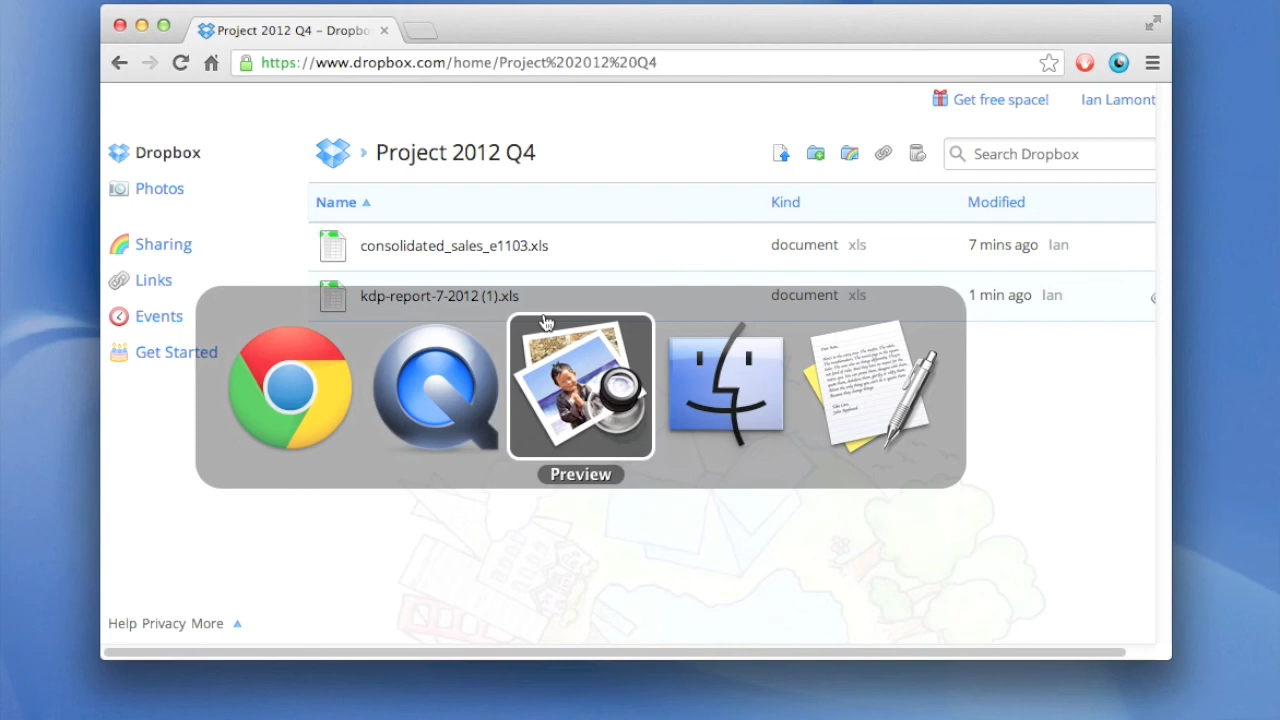 Project 2012 Q4 – Dropbo
https://www.dropbox.com/home/Project%202012%20Q4
Get free space! Ian Lamont
Dropbox
Project 2012 Q4
Search Dropbox
Photos
Name Kind Modified
Sharing
consolidated_sales_e1103.xls document xls 7 mins ago Ian
Links
kdp-report-7-2012 (1).xls document xls 1 min ago Ian
Events
Get Started
Preview
Help Privacy More